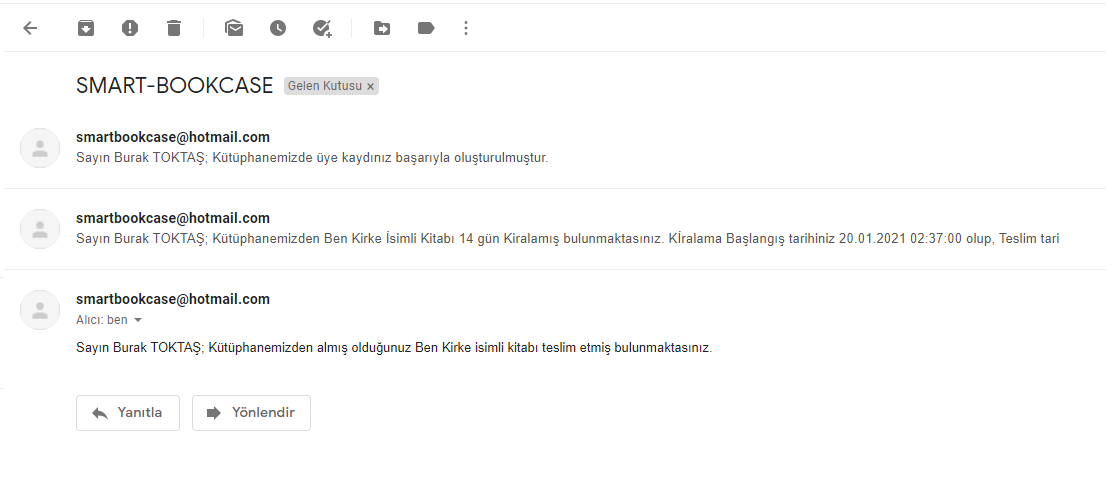 SMART-BOOKCASE Gelen Kutusu ×
smartbookcase@hotmail.com
Sayın Burak TOKTAŞ; Kütüphanemizde üye kaydınız başarıyla oluşturulmuştur.
smartbookcase@hotmail.com
Sayın Burak TOKTAŞ; Kütüphanemizden Ben Kirke İsimli Kitabı 14 gün Kiralamış bulunmaktasınız. Kİralama Başlangış tarihiniz 20.01.2021 02:37:00 olup, Teslim tari
smartbookcase@hotmail.com
Alıcı: ben
Sayın Burak TOKTAŞ; Kütüphanemizden almış olduğunuz Ben Kirke isimli kitabı teslim etmiş bulunmaktasınız.
Yanıtla Yönlendir